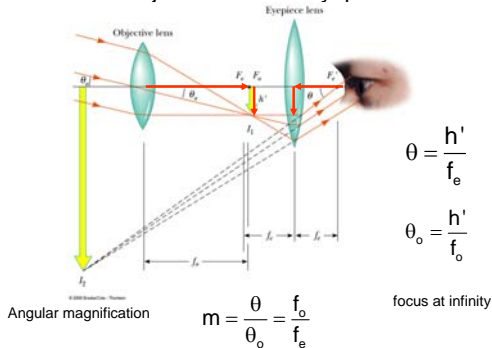 Objective lens
Eyepiece lens
θₒ
θₒ
Fₑ Fₒ
h'
θ
Fₑ'
I₁
fₒ
fₑ
fₑ
I₂
θ = h' / fₑ
θₒ = h' / fₒ
focus at infinity
Angular magnification
m = θ / θₒ = fₒ / fₑ